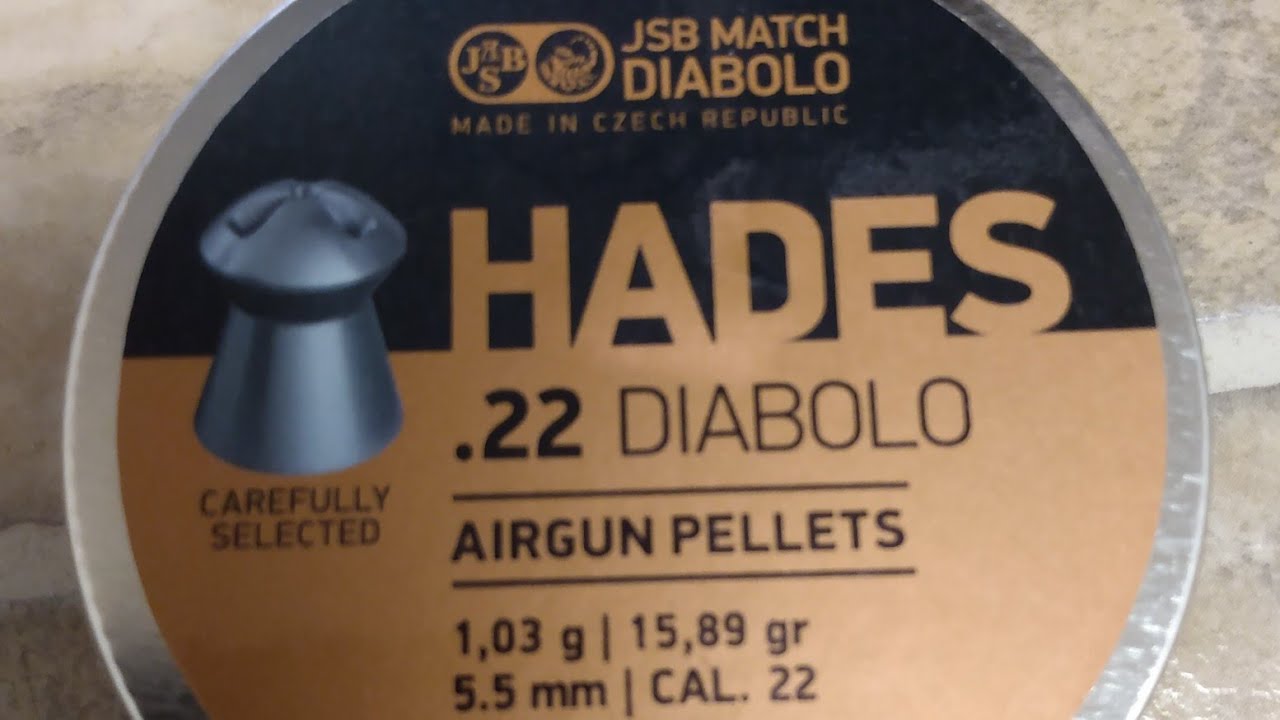 JSB
JSB MATCH
DIABOLO
MADE IN CZECH REPUBLIC
HADES
.22 DIABOLO
CAREFULLY
SELECTED
AIRGUN PELLETS
1,03 g | 15,89 gr
5.5 mm | CAL. 22